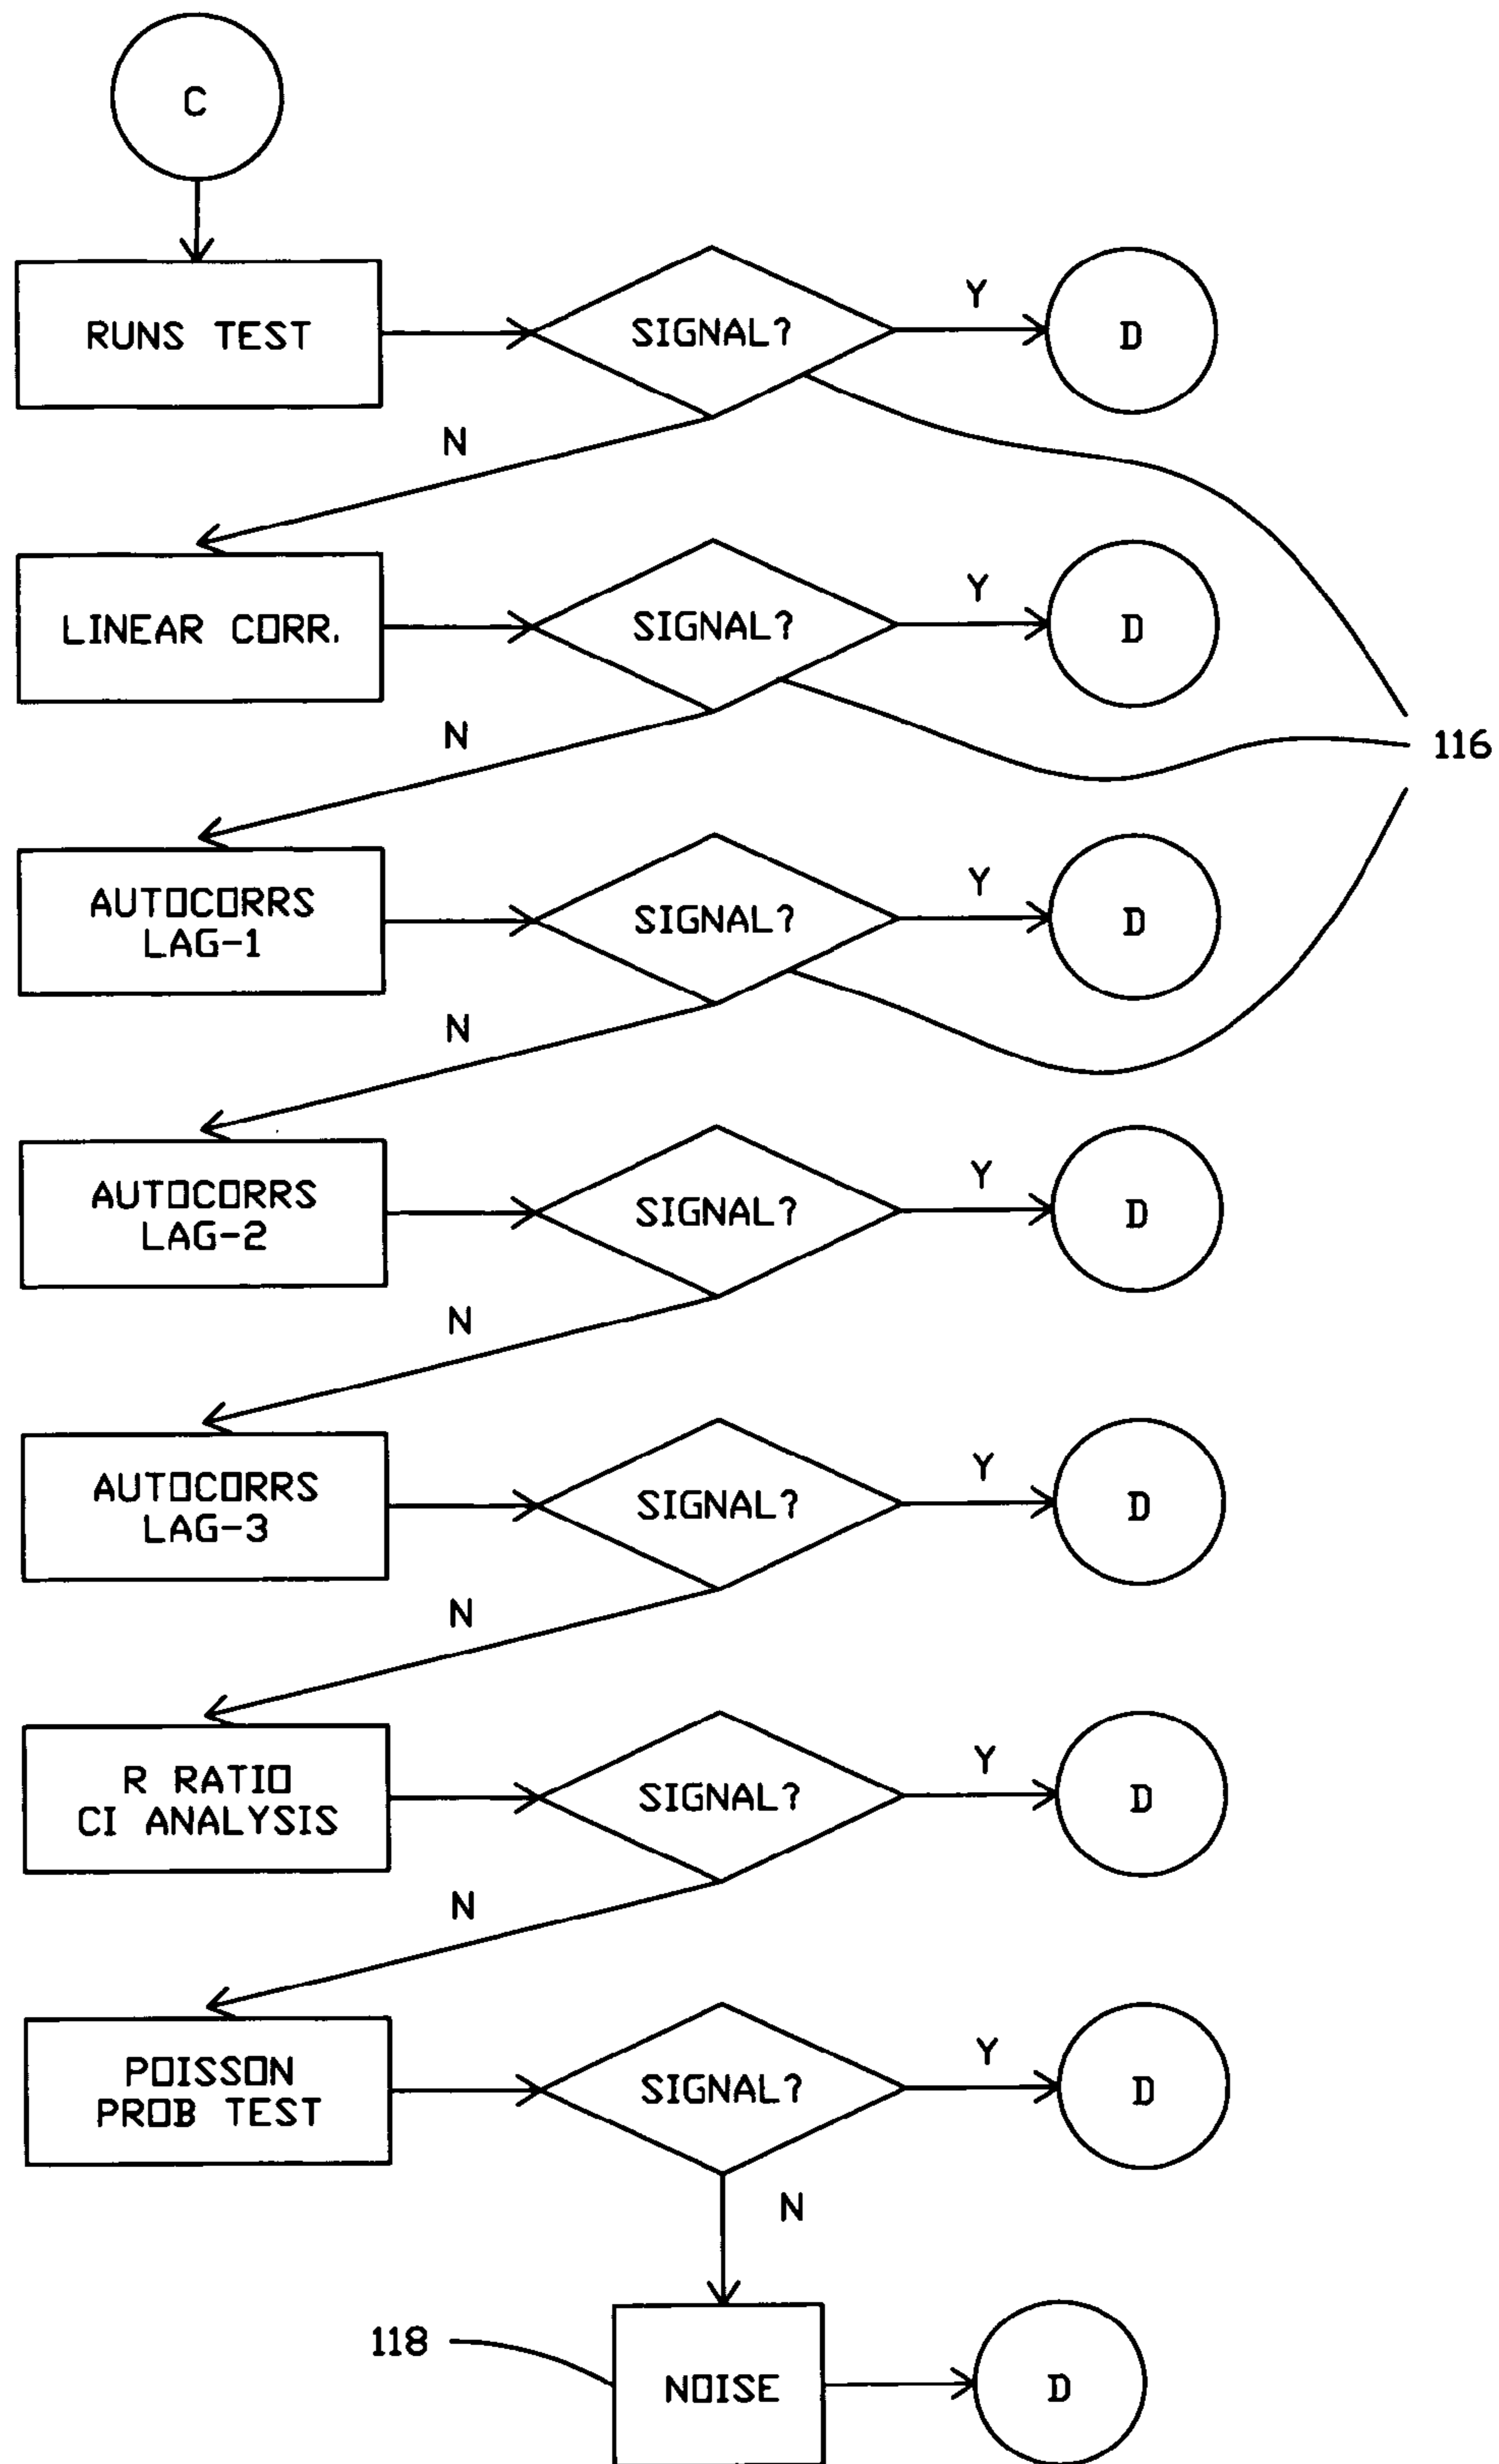 C
RUNS TEST
SIGNAL?
Y
D
N
LINEAR CORR.
SIGNAL?
Y
D
116
N
AUTOCORRS
LAG-1
SIGNAL?
Y
D
N
AUTOCORRS
LAG-2
SIGNAL?
Y
D
N
AUTOCORRS
LAG-3
SIGNAL?
Y
D
N
R RATIO
CI ANALYSIS
SIGNAL?
Y
D
N
POISSON
PROB TEST
SIGNAL?
Y
D
N
118
NOISE
D